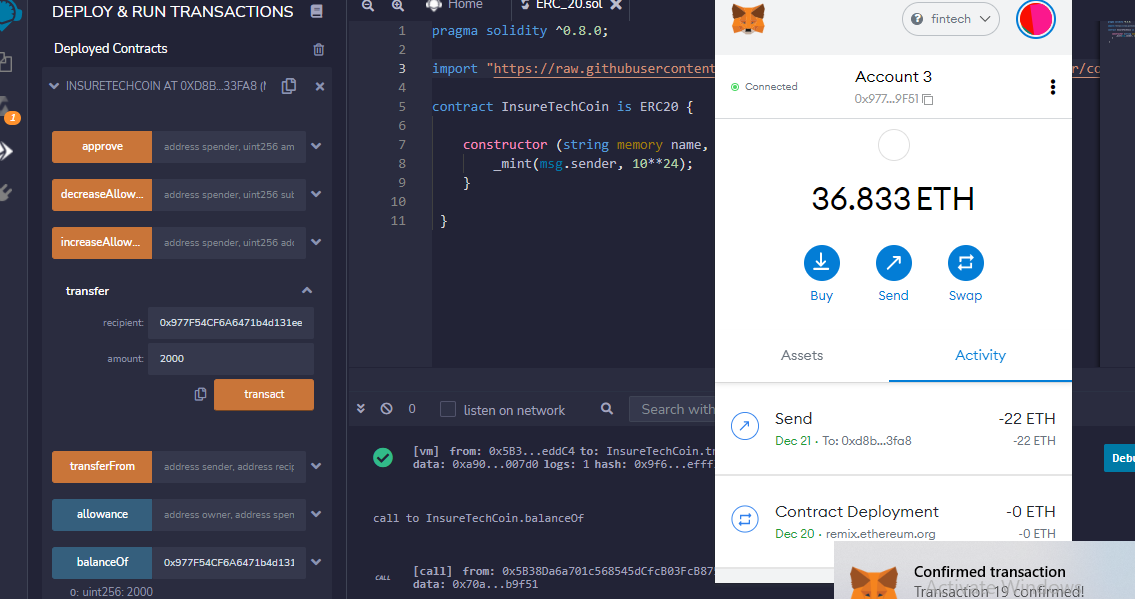 DEPLOY & RUN TRANSACTIONS
Deployed Contracts
INSURETECHCOIN AT 0XD8B...33FA8 (M
1
approve
address spender, uint256 am
decreaseAllow...
address spender, uint256 sub
increaseAllow...
address spender, uint256 adc
transfer
recipient:
0x977F54CF6A6471b4d131ee
amount:
2000
transact
transferFrom
address sender, address recip
allowance
address owner, address spen
balanceOf
0x977F54CF6A6471b4d131
0: uint256: 2000
Home
ERC_20.sol
1 pragma solidity ^0.8.0;
2
3 import "https://raw.githubusercontent
r/co
4
5 contract InsureTechCoin is ERC20 {
6
7 constructor (string memory name,
8 _mint(msg.sender, 10**24);
9 }
10
11 }
0
listen on network
Search with
[vm] from: 0x5B3...eddC4 to: InsureTechCoin.tr
data: 0xa90...007d0 logs: 1 hash: 0x9f6...efff
Debu
call to InsureTechCoin.balanceOf
CALL
[call] from: 0x5B38Da6a701c568545dCfcB03FcB87
data: 0x70a...b9f51
fintech
Connected
Account 3
0x977...9F51
36.833 ETH
Buy
Send
Swap
Assets
Activity
Send
-22 ETH
Dec 21 · To: 0xd8b...3fa8
-22 ETH
Contract Deployment
-0 ETH
Dec 20 · remix.ethereum.org
-0 ETH
Confirmed transaction
Activate Windows
Transaction 19 confirmed!